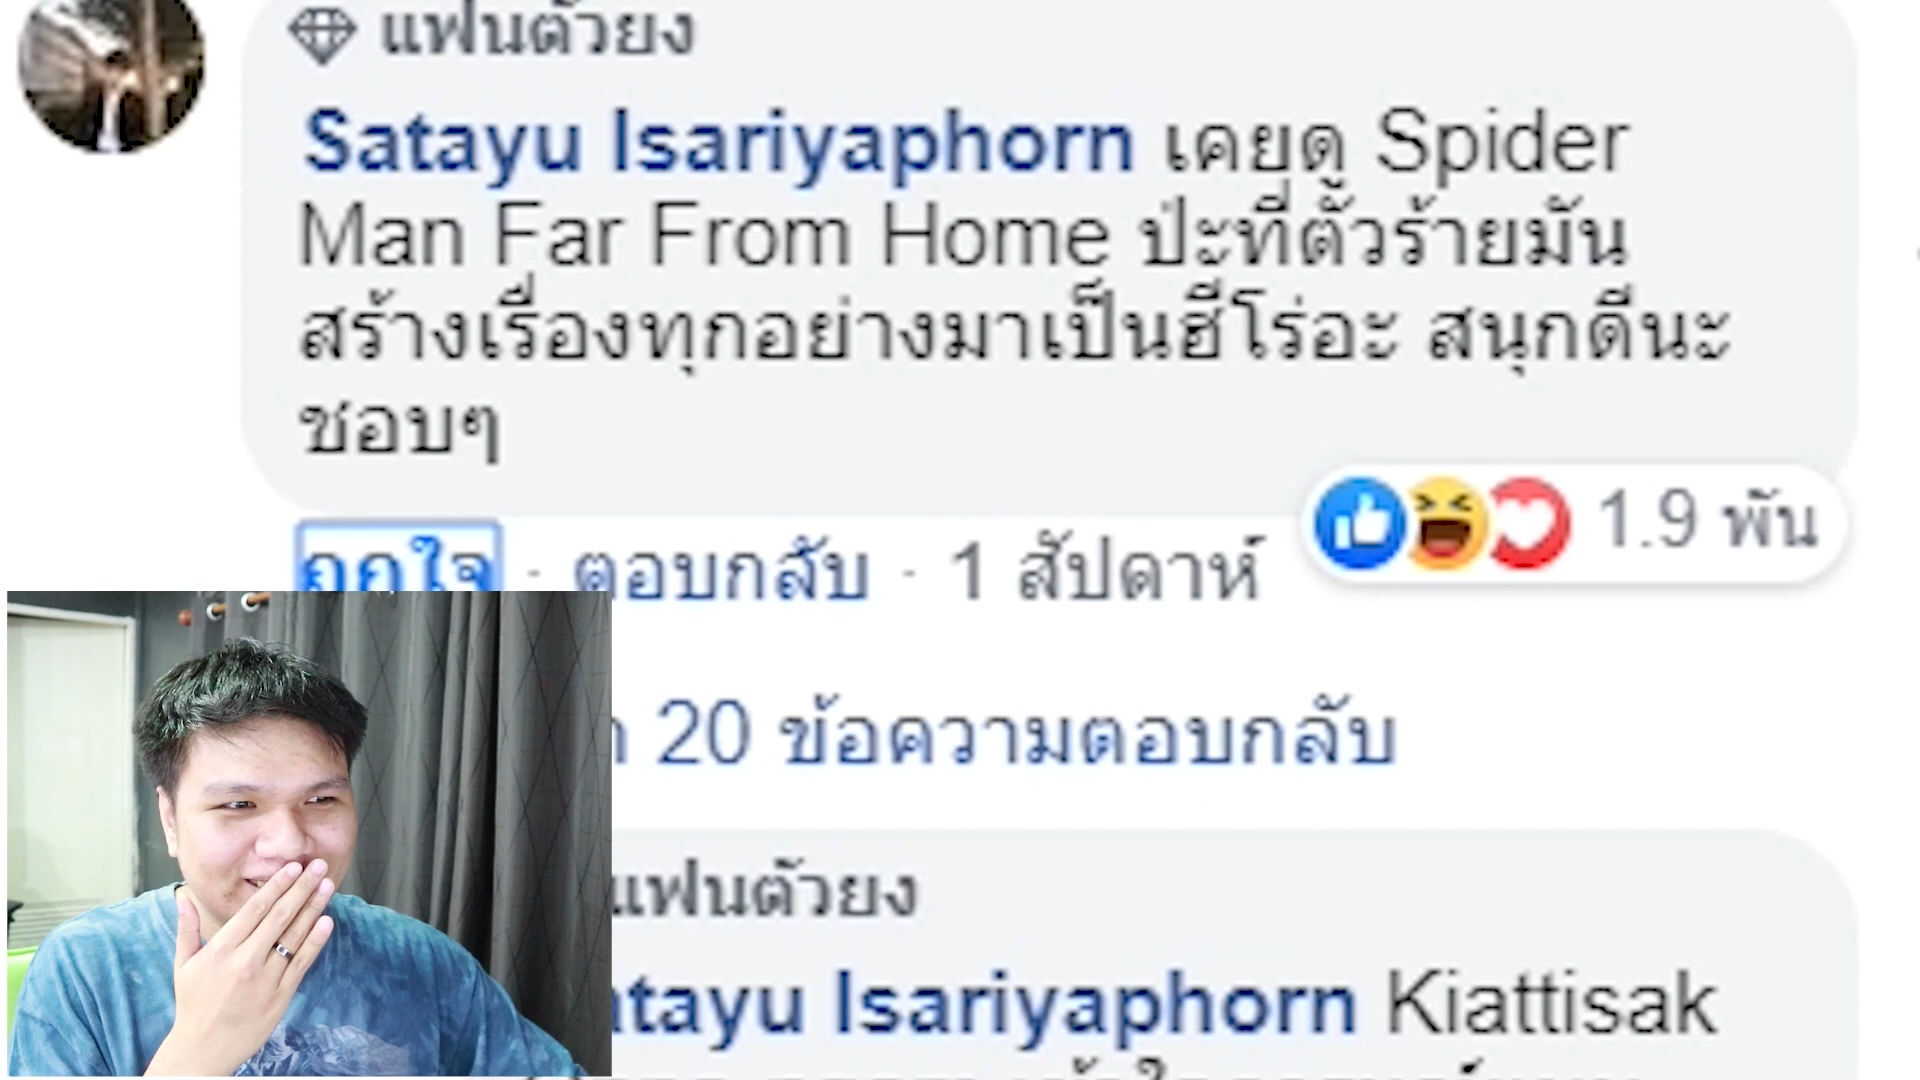 แฟนตัวยง
Satayu Isariyaphorn เคยดู Spider
Man Far From Home ป่ะที่ตัวร้ายมัน
สร้างเรื่องทุกอย่างมาเป็นฮีโร่อะ สนุกดีนะ
ชอบๆ
1.9 พัน
ถูกใจ · ตอบกลับ · 1 สัปดาห์
20 ข้อความตอบกลับ
แฟนตัวยง
atayu Isariyaphorn Kiattisak